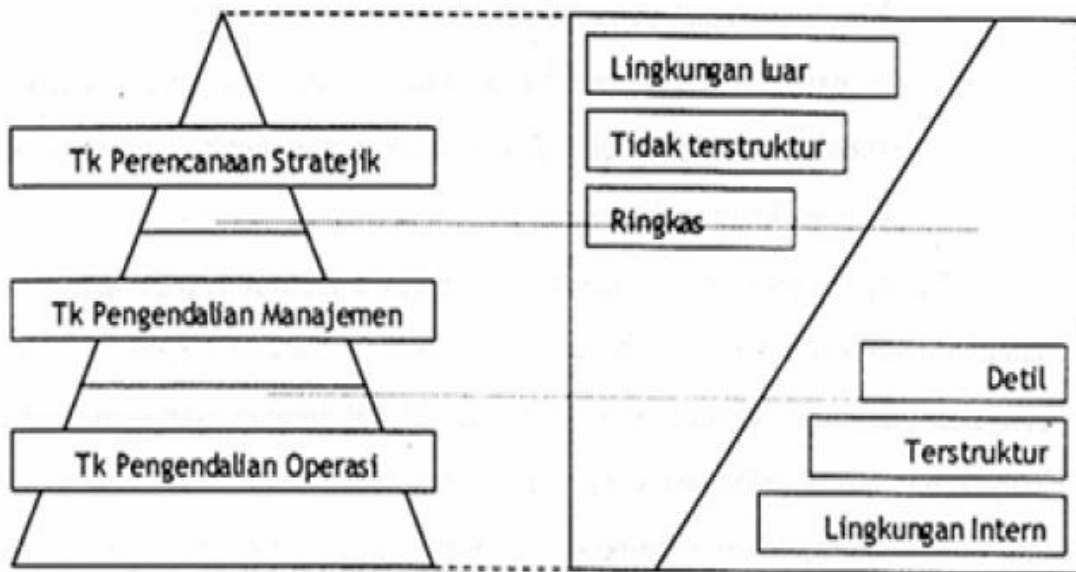 Tk Perencanaan Stratejik
Tk Pengendalian Manajemen
Tk Pengendalian Operasi
Lingkungan luar
Tidak terstruktur
Ringkas
Detil
Terstruktur
Lingkungan Intern